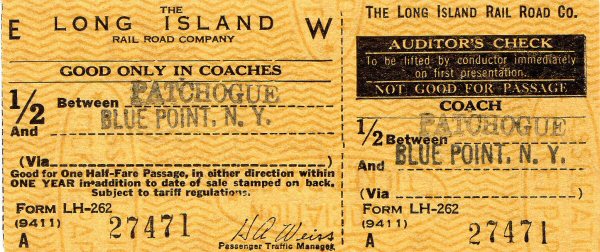 THE
E LONG ISLAND W
RAIL ROAD COMPANY
GOOD ONLY IN COACHES
1/2 Between PATCHOGUE
And BLUE POINT, N. Y.
(Via)
Good for One Half-Fare Passage, in either direction within
ONE YEAR in addition to date of sale stamped on back.
Subject to tariff regulations.
FORM LH-262
(9411) 27471
A
H A Weiss
Passenger Traffic Manager
THE LONG ISLAND RAIL ROAD CO.
AUDITOR'S CHECK
To be lifted by conductor immediately
on first presentation.
NOT GOOD FOR PASSAGE
COACH
1/2 Between PATCHOGUE
And BLUE POINT, N. Y.
(Via)
FORM LH-262
(9411) 27471
A